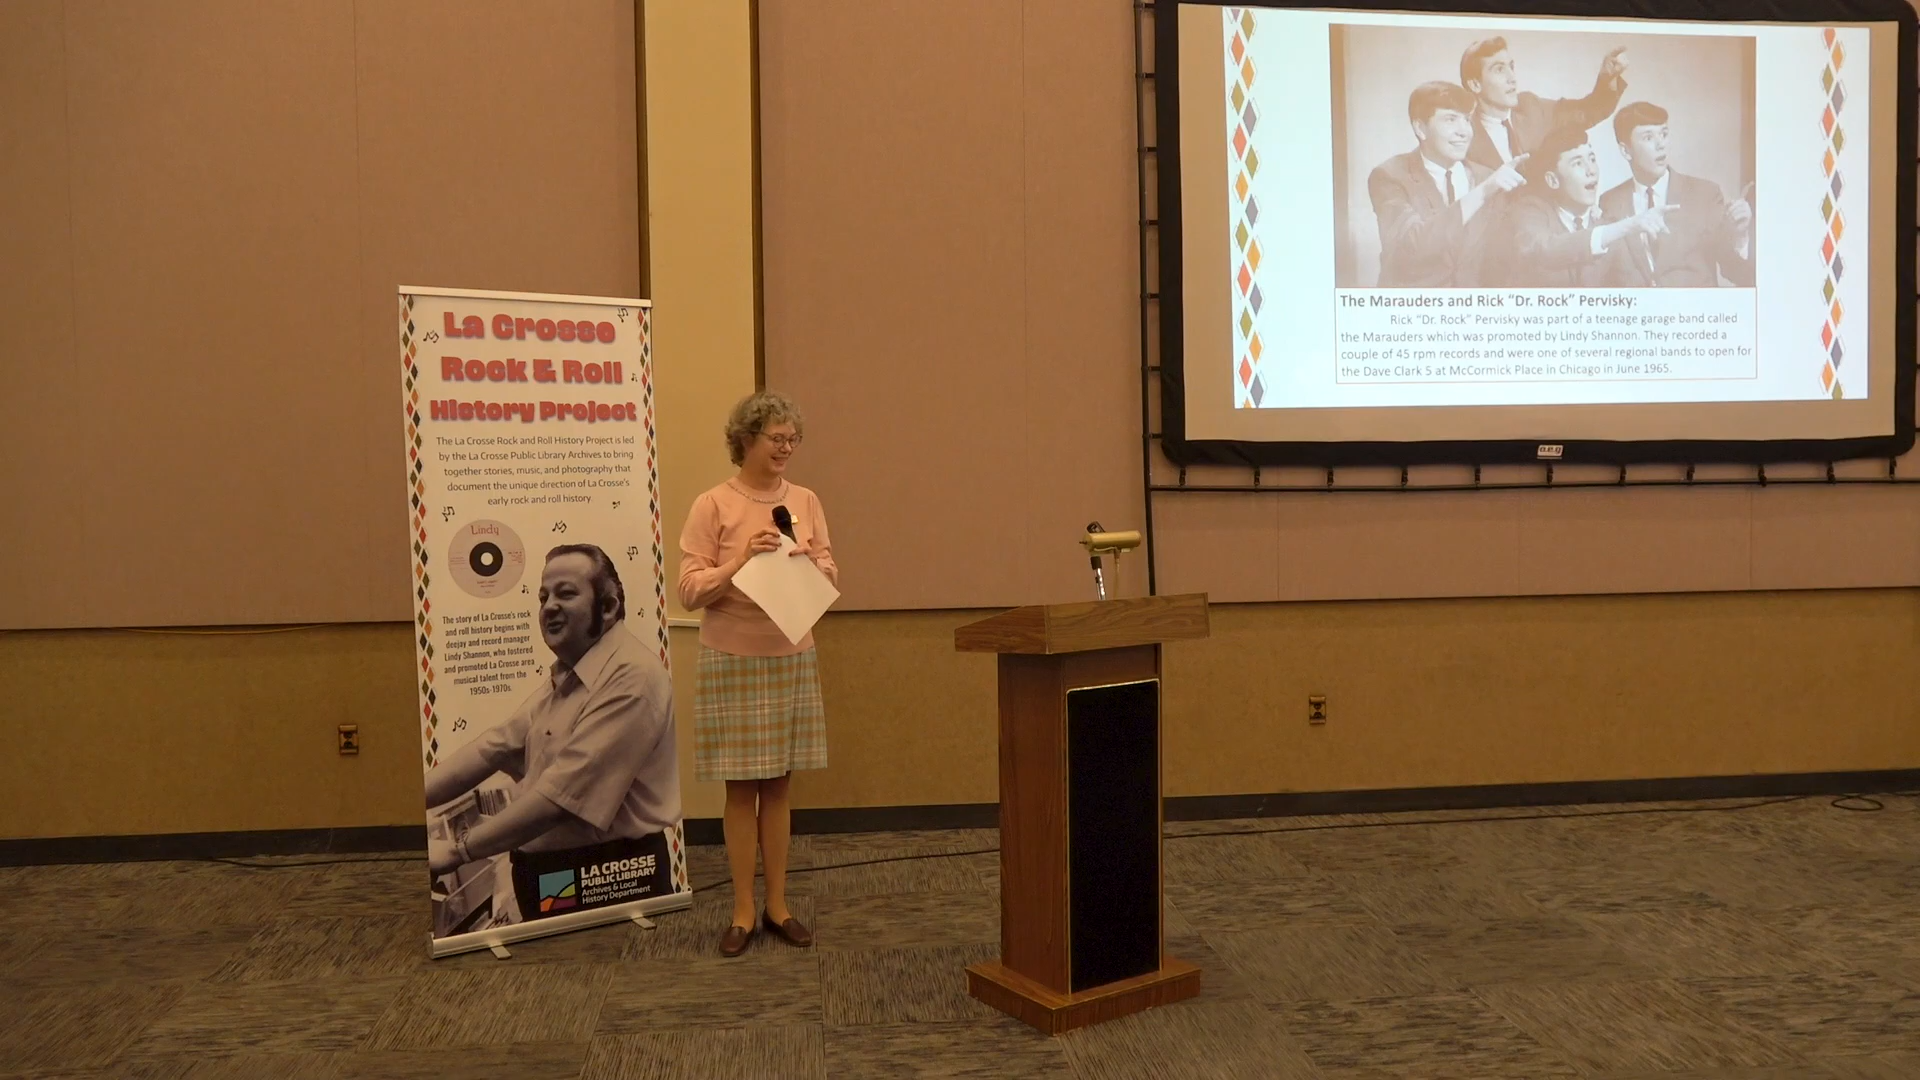 La Crosse
Rock & Roll
History Project
The La Crosse Rock and Roll History Project is led
by the La Crosse Public Library Archives to bring
together stories, music, and photography that
document the unique direction of La Crosse's
early rock and roll history
Lindy
The story of La Crosse's rock
and roll history begins with
deejay and record manager
Lindy Shannon, who fostered
and promoted La Crosse area
musical talent from the
1950s-1970s.
LA CROSSE
PUBLIC LIBRARY
Archives & Local
History Department
The Marauders and Rick “Dr. Rock” Pervisky:
Rick “Dr. Rock” Pervisky was part of a teenage garage band called
the Marauders which was promoted by Lindy Shannon. They recorded a
couple of 45 rpm records and were one of several regional bands to open for
the Dave Clark 5 at McCormick Place in Chicago in June 1965.